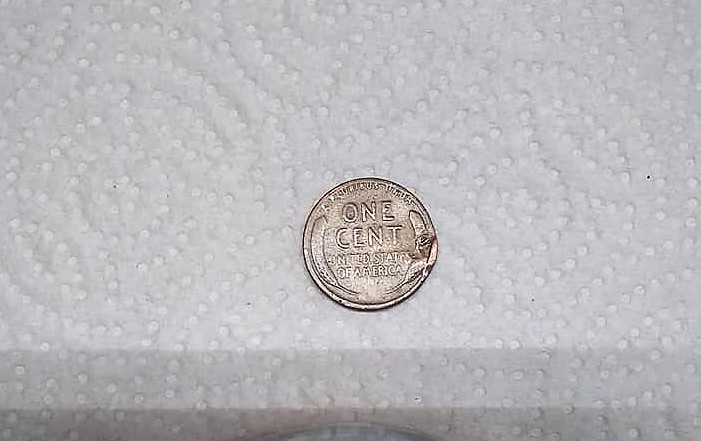 ONE
CENT
UNITED STATES
OF AMERICA